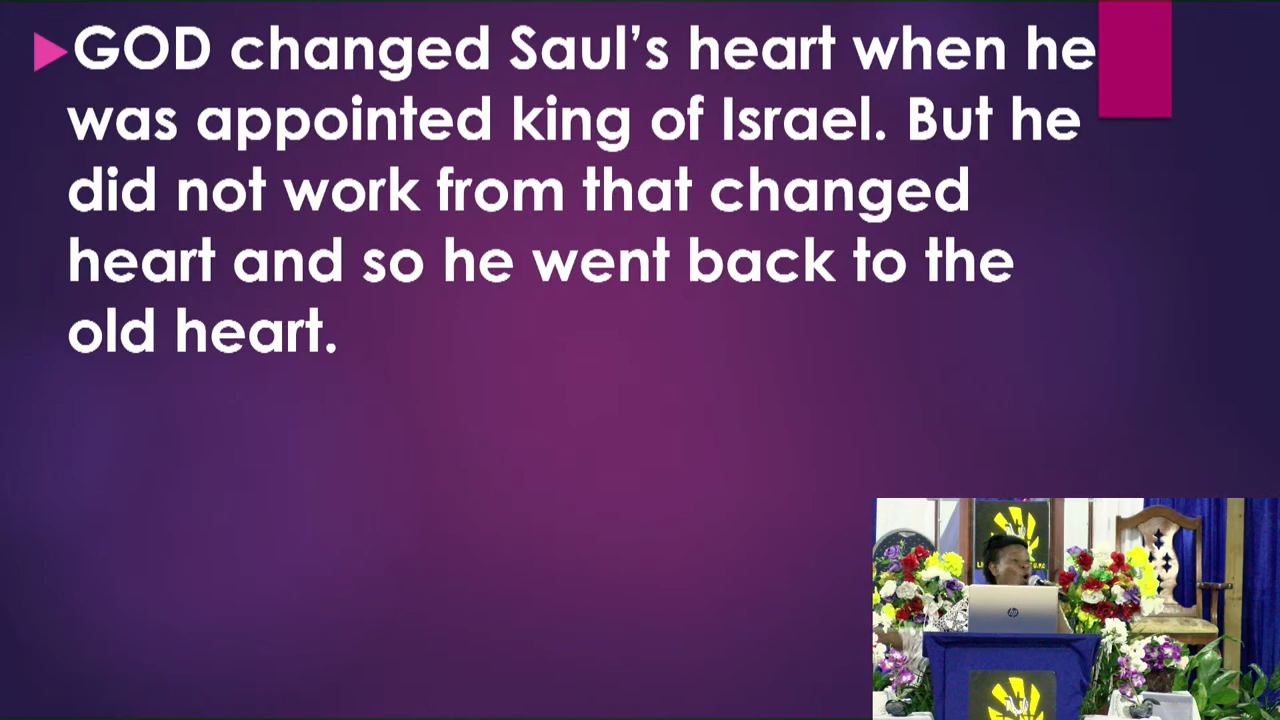 GOD changed Saul’s heart when he
was appointed king of Israel. But he
did not work from that changed
heart and so he went back to the
old heart.
hp